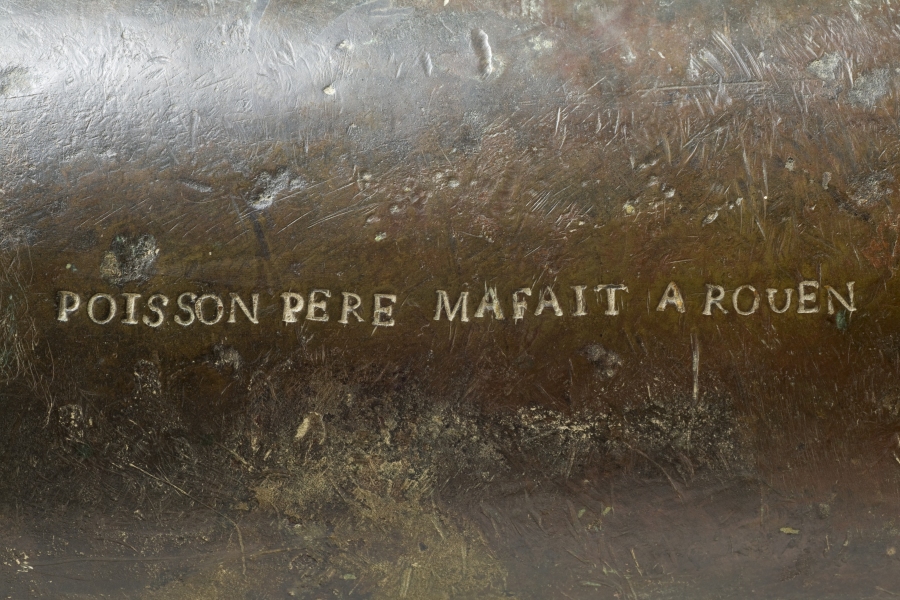 POISSON PERE MAFAIT A ROUEN